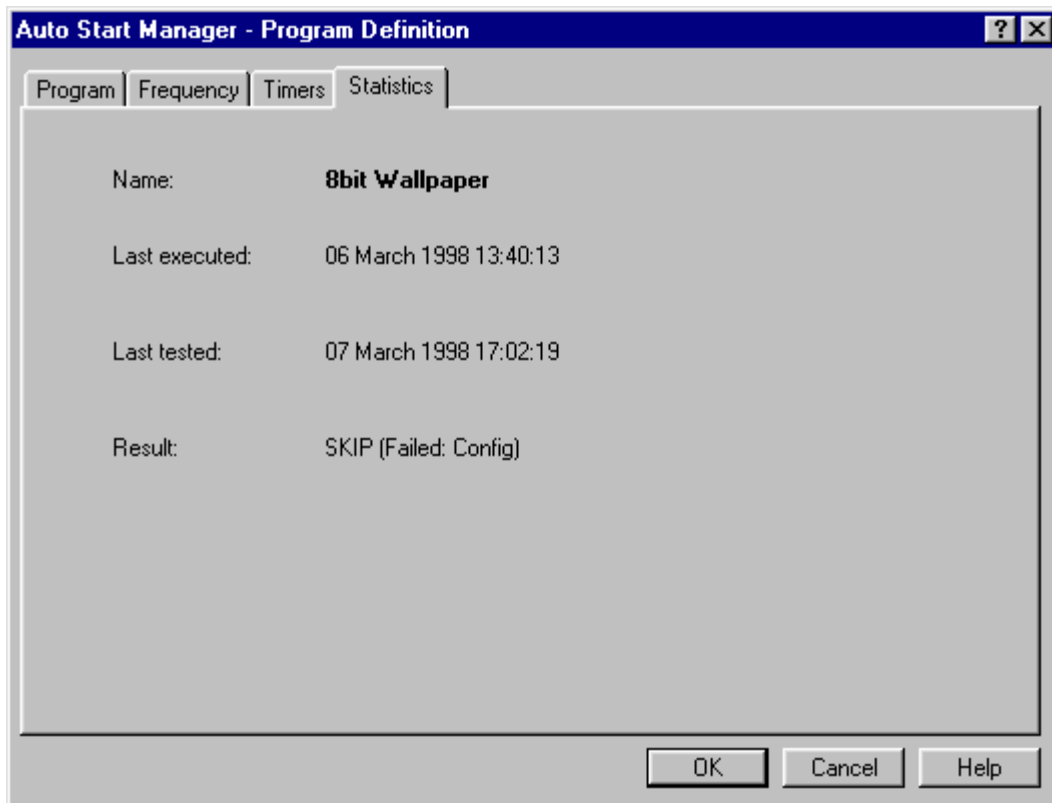 Auto Start Manager - Program Definition
Program Frequency Timers Statistics
Name: 8bit Wallpaper
Last executed: 06 March 1998 13:40:13
Last tested: 07 March 1998 17:02:19
Result: SKIP (Failed: Config)
OK Cancel Help